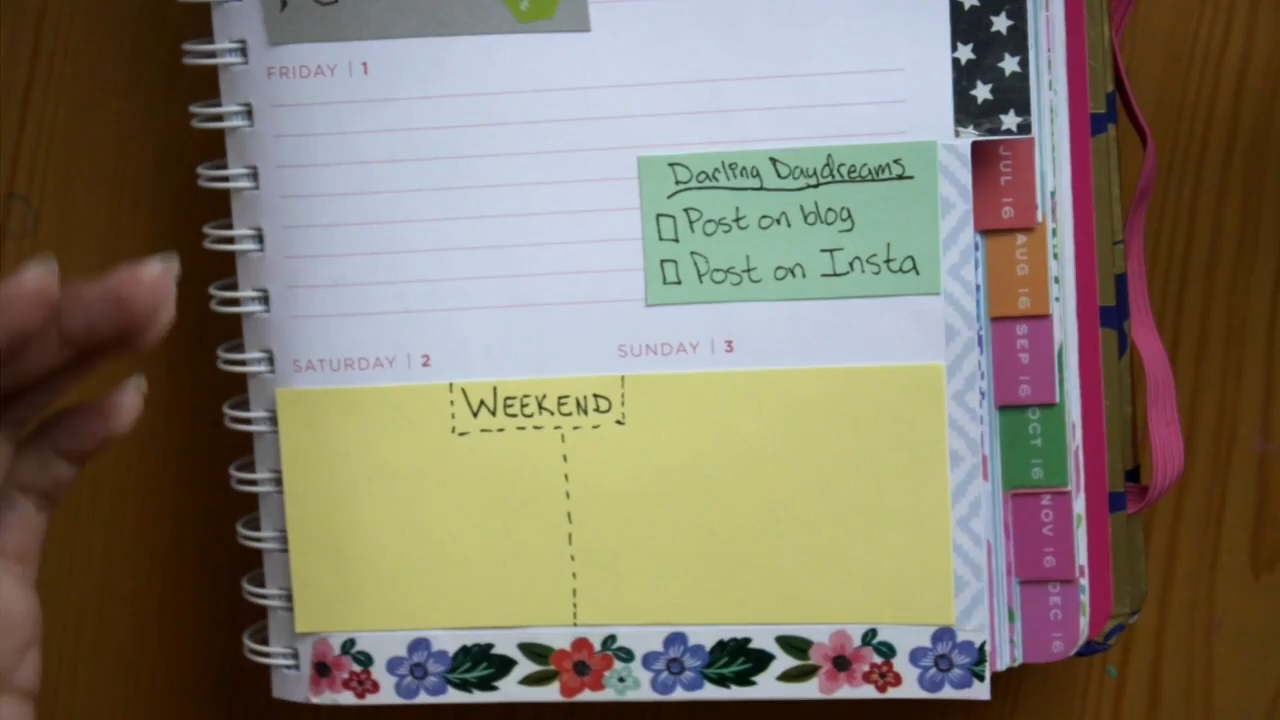 FRIDAY | 1
Darling Daydreams
Post on blog
Post on Insta
SATURDAY | 2
SUNDAY | 3
WEEKEND
JUL 16
AUG 16
SEP 16
OCT 16
NOV 16
DEC 16